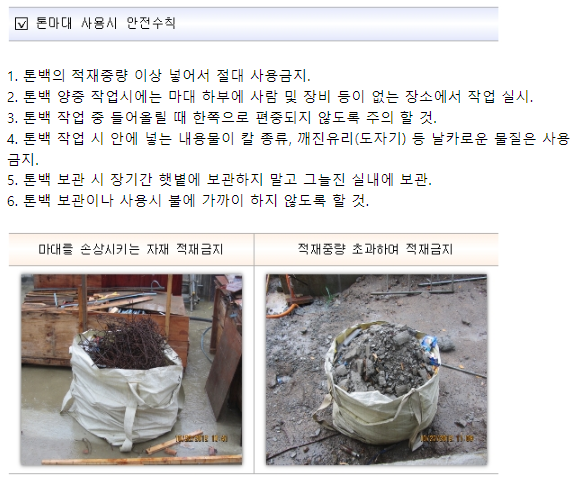 톤마대 사용시 안전수칙
1. 톤백의 적재중량 이상 넣어서 절대 사용금지.
2. 톤백 양중 작업시에는 마대 하부에 사람 및 장비 등이 없는 장소에서 작업 실시.
3. 톤백 작업 중 들어올릴 때 한쪽으로 편중되지 않도록 주의 할 것.
4. 톤백 작업 시 안에 넣는 내용물이 칼 종류, 깨진유리(도자기) 등 날카로운 물질은 사용
금지.
5. 톤백 보관 시 장기간 햇볕에 보관하지 말고 그늘진 실내에 보관.
6. 톤백 보관이나 사용시 불에 가까이 하지 않도록 할 것.
마대를 손상시키는 자재 적재금지
적재중량 초과하여 적재금지